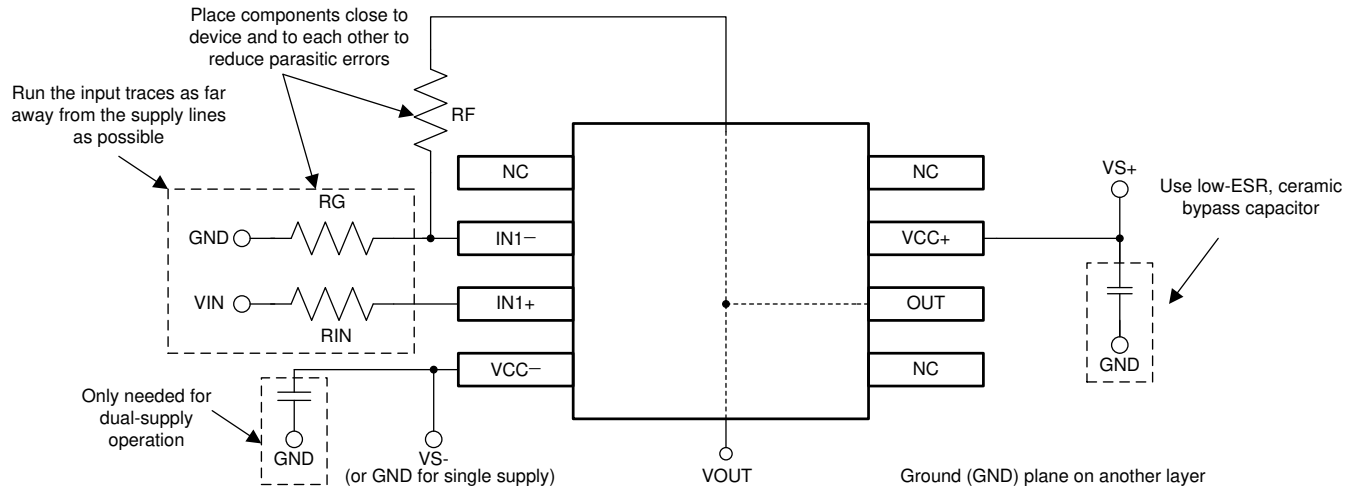 Place components close to
device and to each other to
reduce parasitic errors
Run the input traces as far
away from the supply lines
as possible
RF
NC
NC
VS+
Use low-ESR, ceramic
bypass capacitor
RG
GND
IN1−
VCC+
VIN
RIN
IN1+
OUT
VCC−
NC
GND
Only needed for
dual-supply
operation
GND
VS-
(or GND for single supply)
VOUT
Ground (GND) plane on another layer